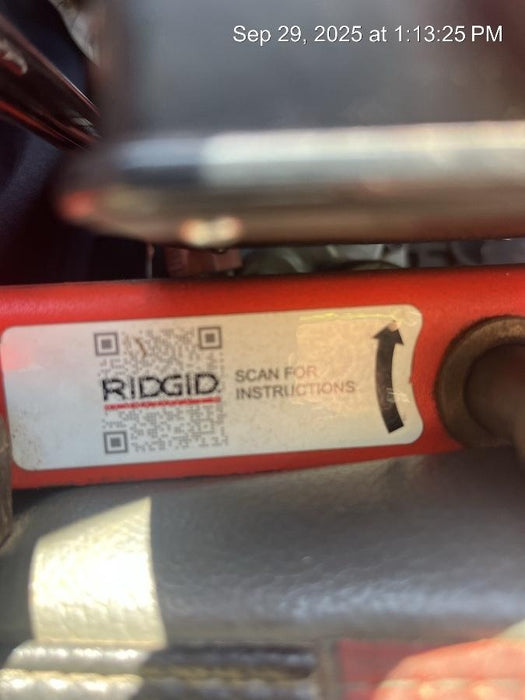 Sep 29, 2025 at 1:13:25 PM
RIDGID
SCAN FOR
INSTRUCTIONS